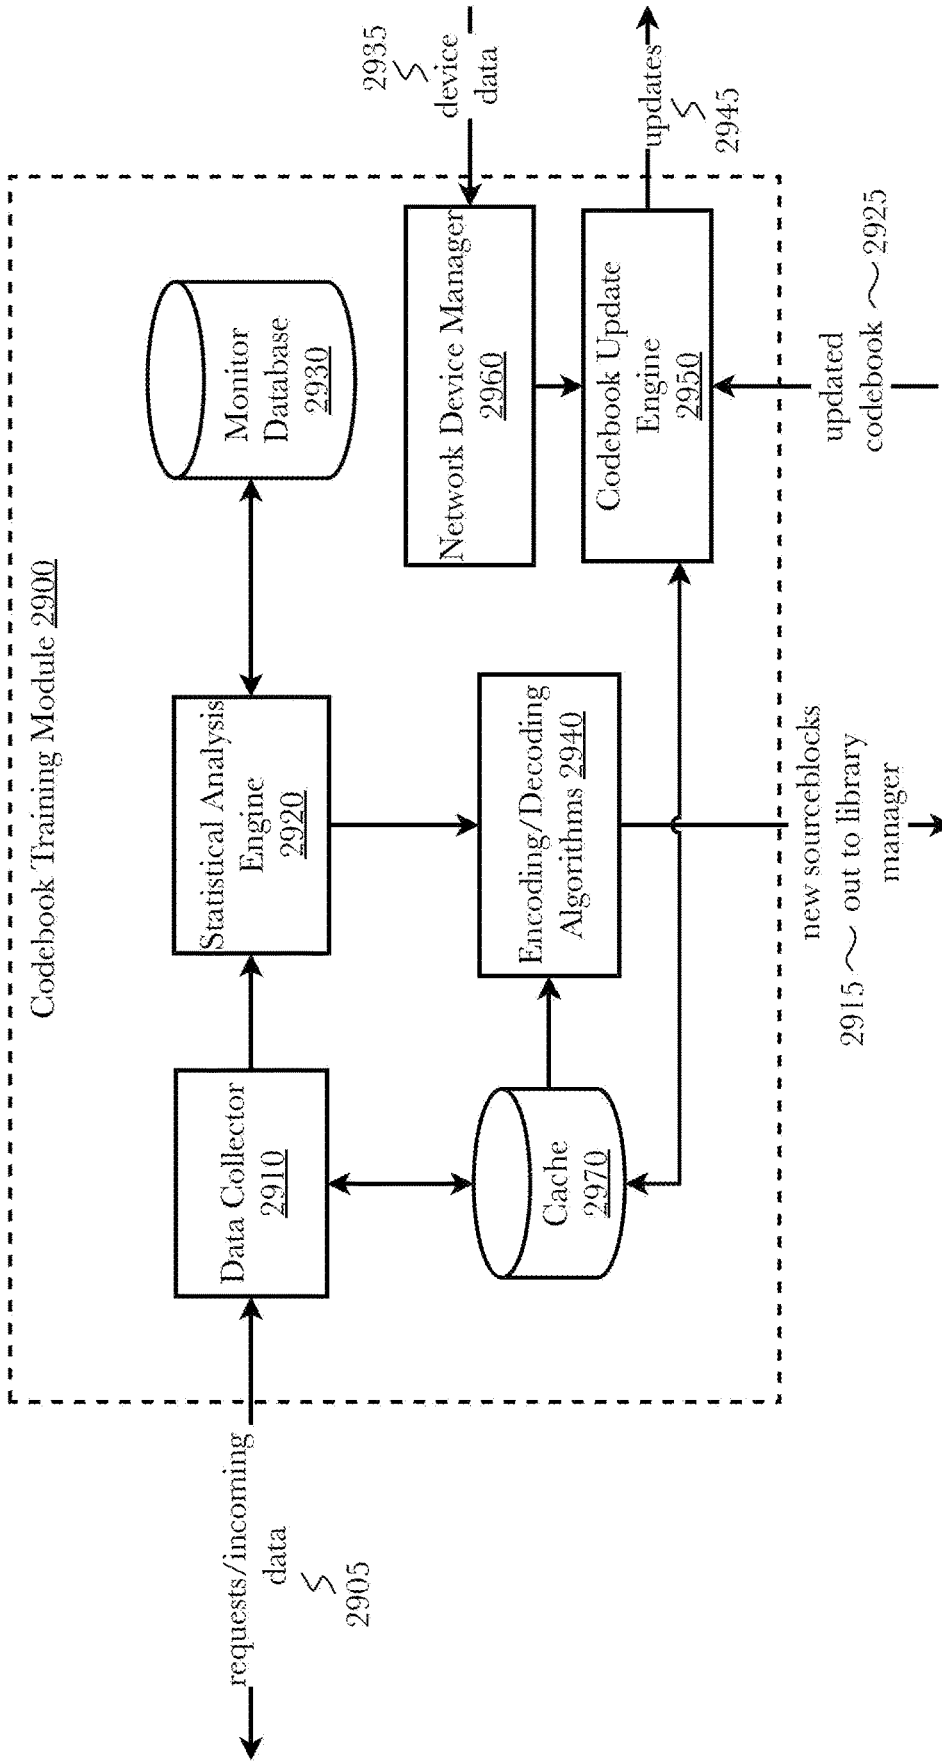 Codebook Training Module 2900
requests/incoming
data
2905
Data Collector
2910
Statistical Analysis
Engine
2920
Monitor
Database
2930
Cache
2970
Encoding/Decoding
Algorithms 2940
Network Device Manager
2960
Codebook Update
Engine
2950
2935
device
data
updates
2945
new sourceblocks
2915 out to library
manager
updated
codebook 2925